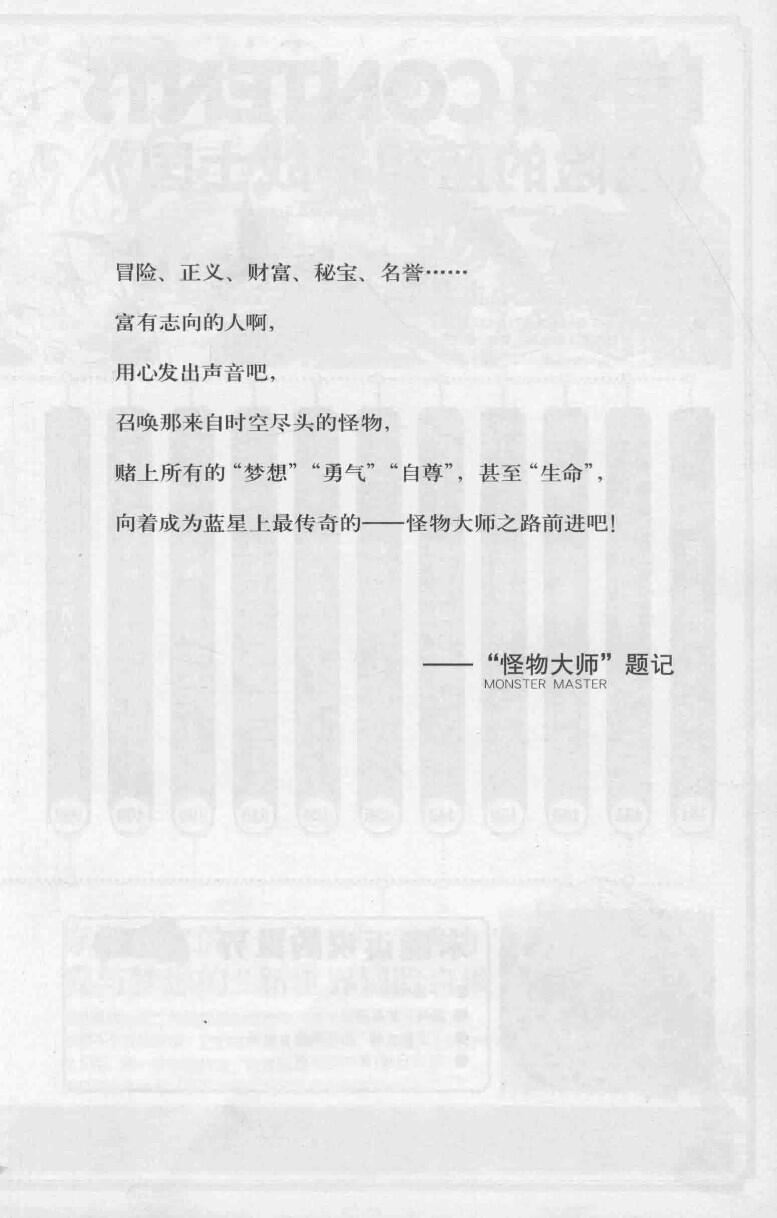 冒险、正义、财富、秘宝、名誉……
富有志向的人啊，
用心发出声音吧，
召唤那来自时空尽头的怪物，
赌上所有的“梦想”“勇气”“自尊”，甚至“生命”，
向着成为蓝星上最传奇的——怪物大师之路前进吧！
——“怪物大师”题记
MONSTER MASTER
CONTENTS